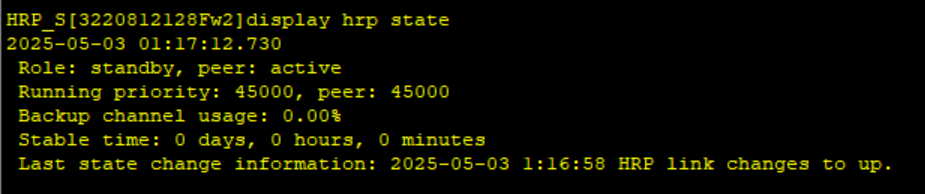 HRP_S[3220812128Fw2]display hrp state
2025-05-03 01:17:12.730
Role: standby, peer: active
Running priority: 45000, peer: 45000
Backup channel usage: 0.00%
Stable time: 0 days, 0 hours, 0 minutes
Last state change information: 2025-05-03 1:16:58 HRP link changes to up.